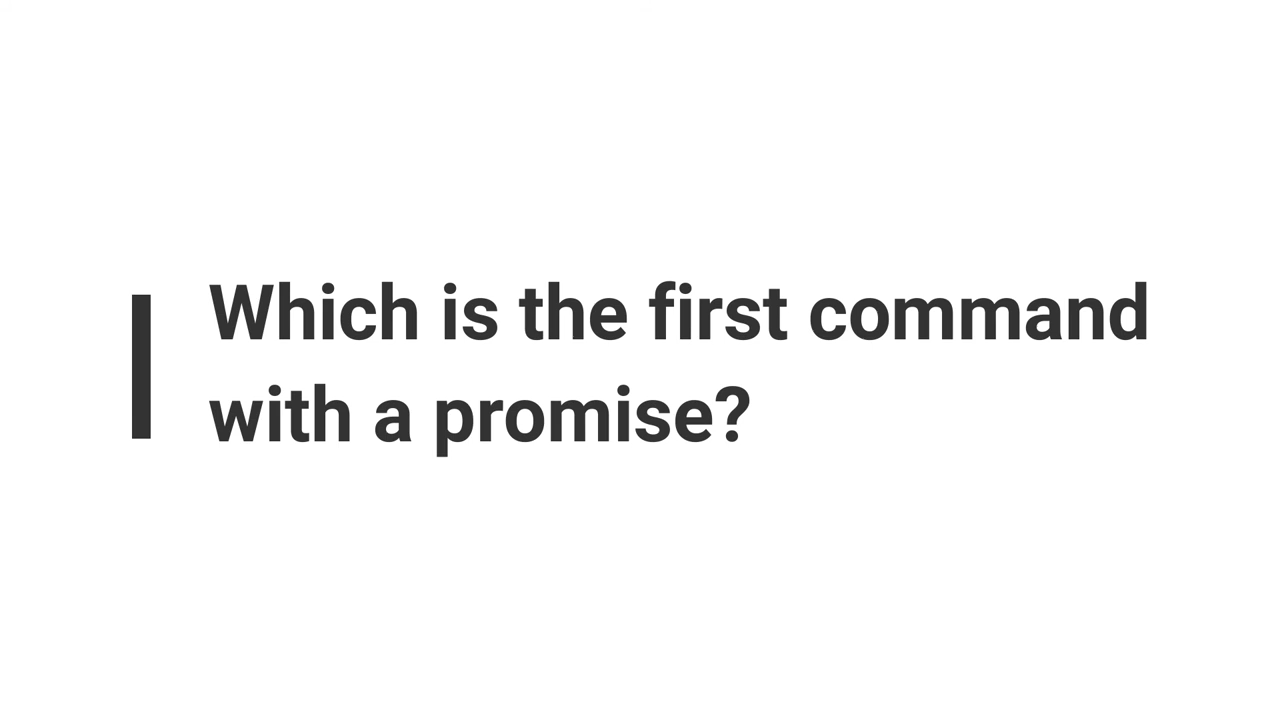 Which is the first command
with a promise?